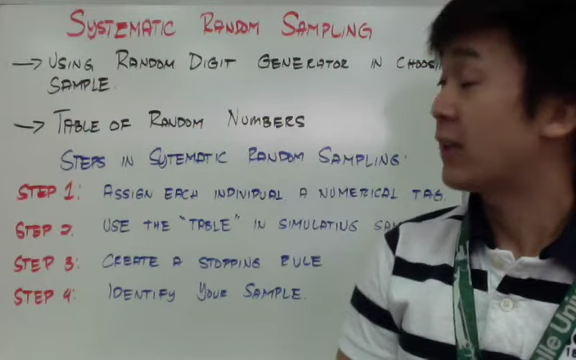 SYSTEMATIC RANDOM SAMPLING
→ USING RANDOM DIGIT GENERATOR IN
SAMPLE.
→ TABLE OF RANDOM NUMBERS
STEPS IN SYTEMATIC RANDOM SAMPLING:
STEP 1: ASSIGN EACH INDIVIDUAL A NUMERICAL TAG.
STEP 2: USE THE "TABLE" IN SIMULATING
STEP 3: CREATE A STOPPING RULE
STEP 4: IDENTIFY YOUR SAMPLE.